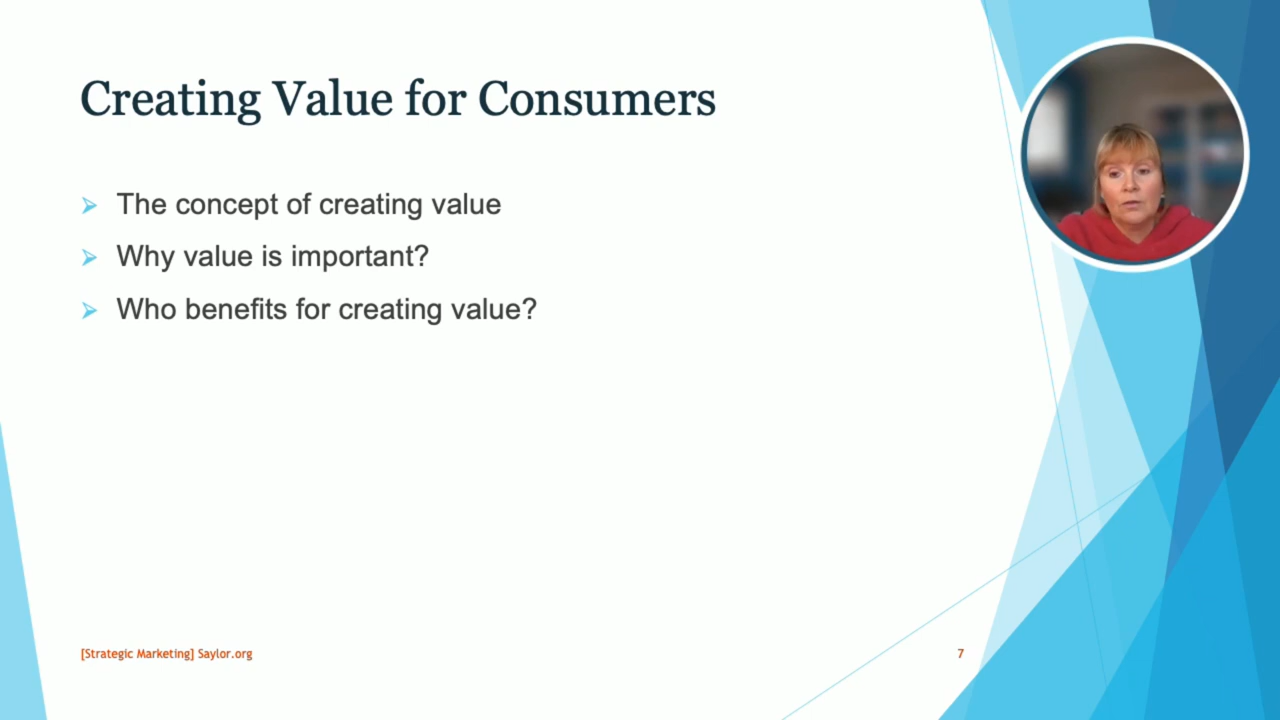 Creating Value for Consumers
The concept of creating value
Why value is important?
Who benefits for creating value?
[Strategic Marketing] Saylor.org
7